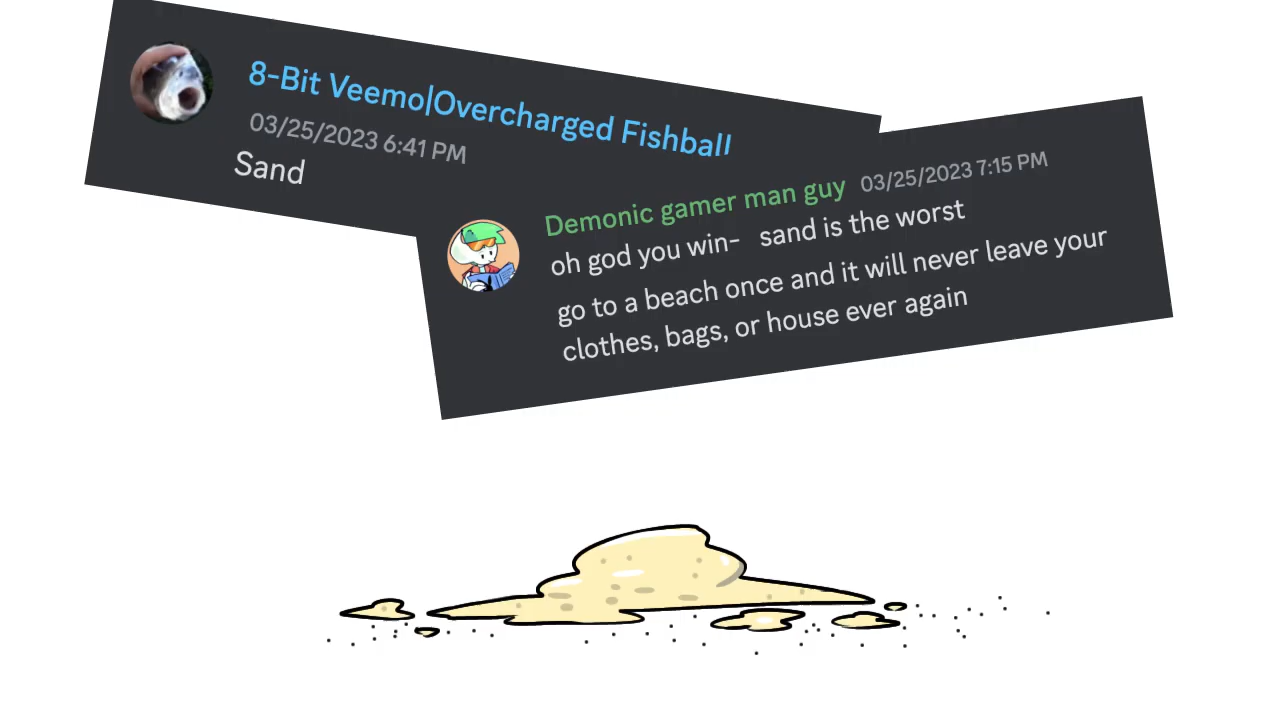 8-Bit Veemo|Overcharged Fishball
03/25/2023 6:41 PM
Sand
Demonic gamer man guy 03/25/2023 7:15 PM
oh god you win- sand is the worst
go to a beach once and it will never leave your
clothes, bags, or house ever again